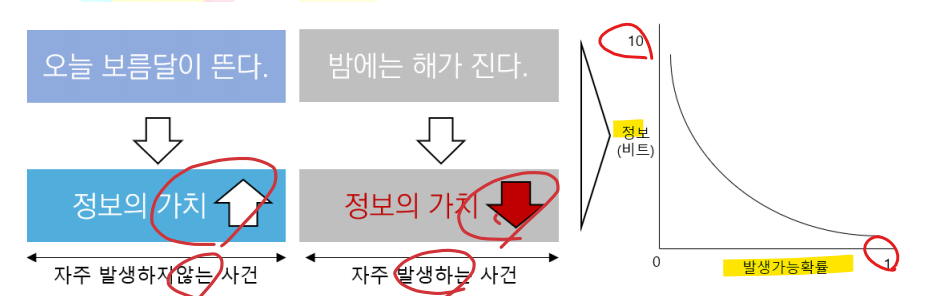 오늘 보름달이 뜬다.
밤에는 해가 진다.
정보의 가치
정보의 가치
자주 발생하지않는 사건
자주 발생하는 사건
10
정보
(비트)
0
발생가능확률
1